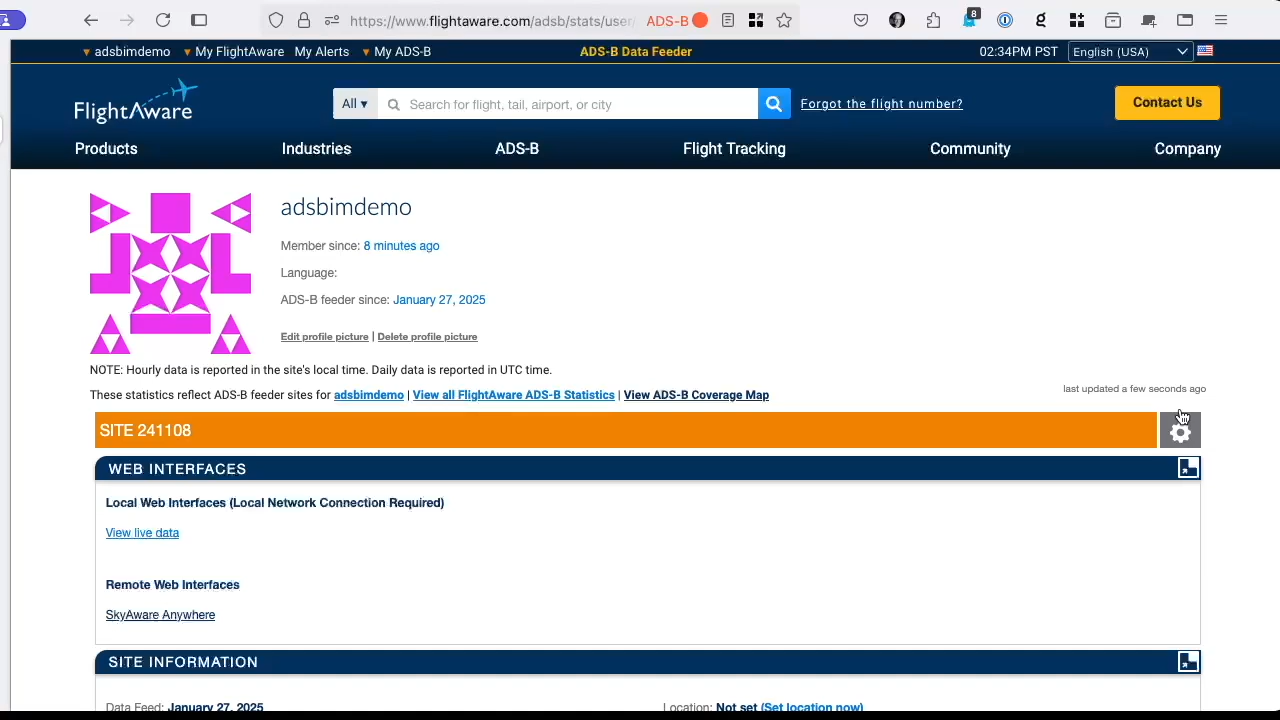 https://www.flightaware.com/adsb/stats/user/ ADS-B
8
adsbimdemo My FlightAware My Alerts My ADS-B ADS-B Data Feeder 02:34PM PST English (USA)
FlightAware All Search for flight, tail, airport, or city Forgot the flight number? Contact Us
Products Industries ADS-B Flight Tracking Community Company
adsbimdemo
Member since: 8 minutes ago
Language:
ADS-B feeder since: January 27, 2025
Edit profile picture | Delete profile picture
NOTE: Hourly data is reported in the site's local time. Daily data is reported in UTC time.
These statistics reflect ADS-B feeder sites for adsbimdemo | View all FlightAware ADS-B Statistics | View ADS-B Coverage Map
last updated a few seconds ago
SITE 241108
WEB INTERFACES
Local Web Interfaces (Local Network Connection Required)
View live data
Remote Web Interfaces
SkyAware Anywhere
SITE INFORMATION
Data Feed: January 27, 2025 Location: Not set (Set location now)